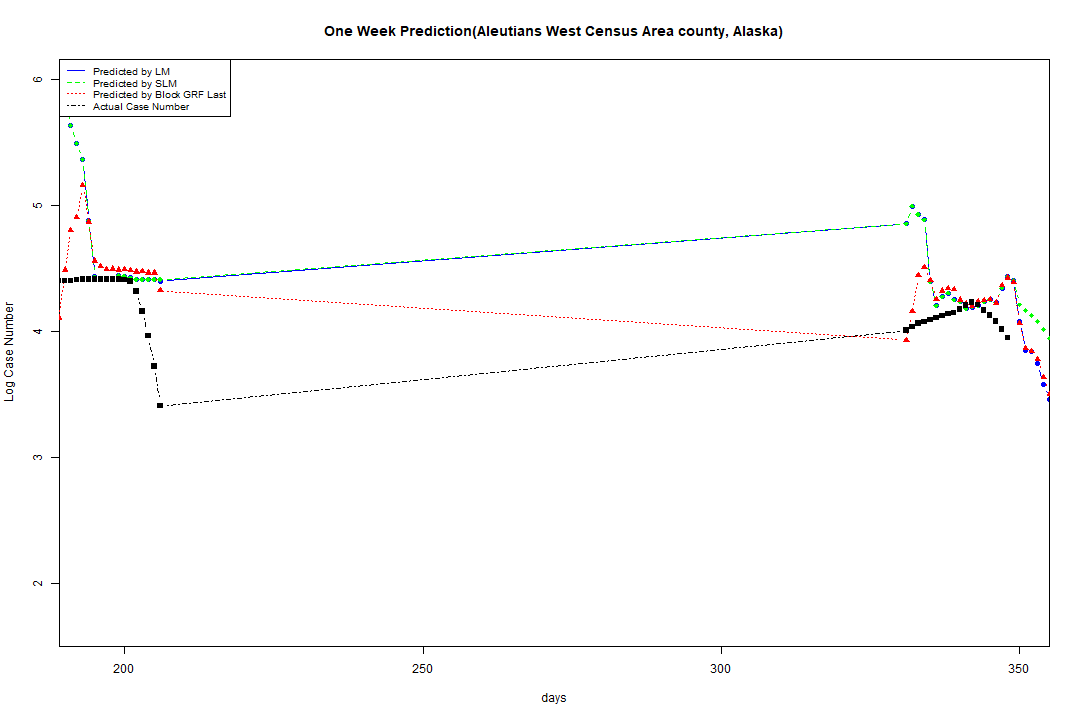 One Week Prediction(Aleutians West Census Area county, Alaska)
Predicted by LM
Predicted by SLM
Predicted by Block GRF Last
Actual Case Number
6
5
4
3
2
Log Case Number
200 250 300 350
days